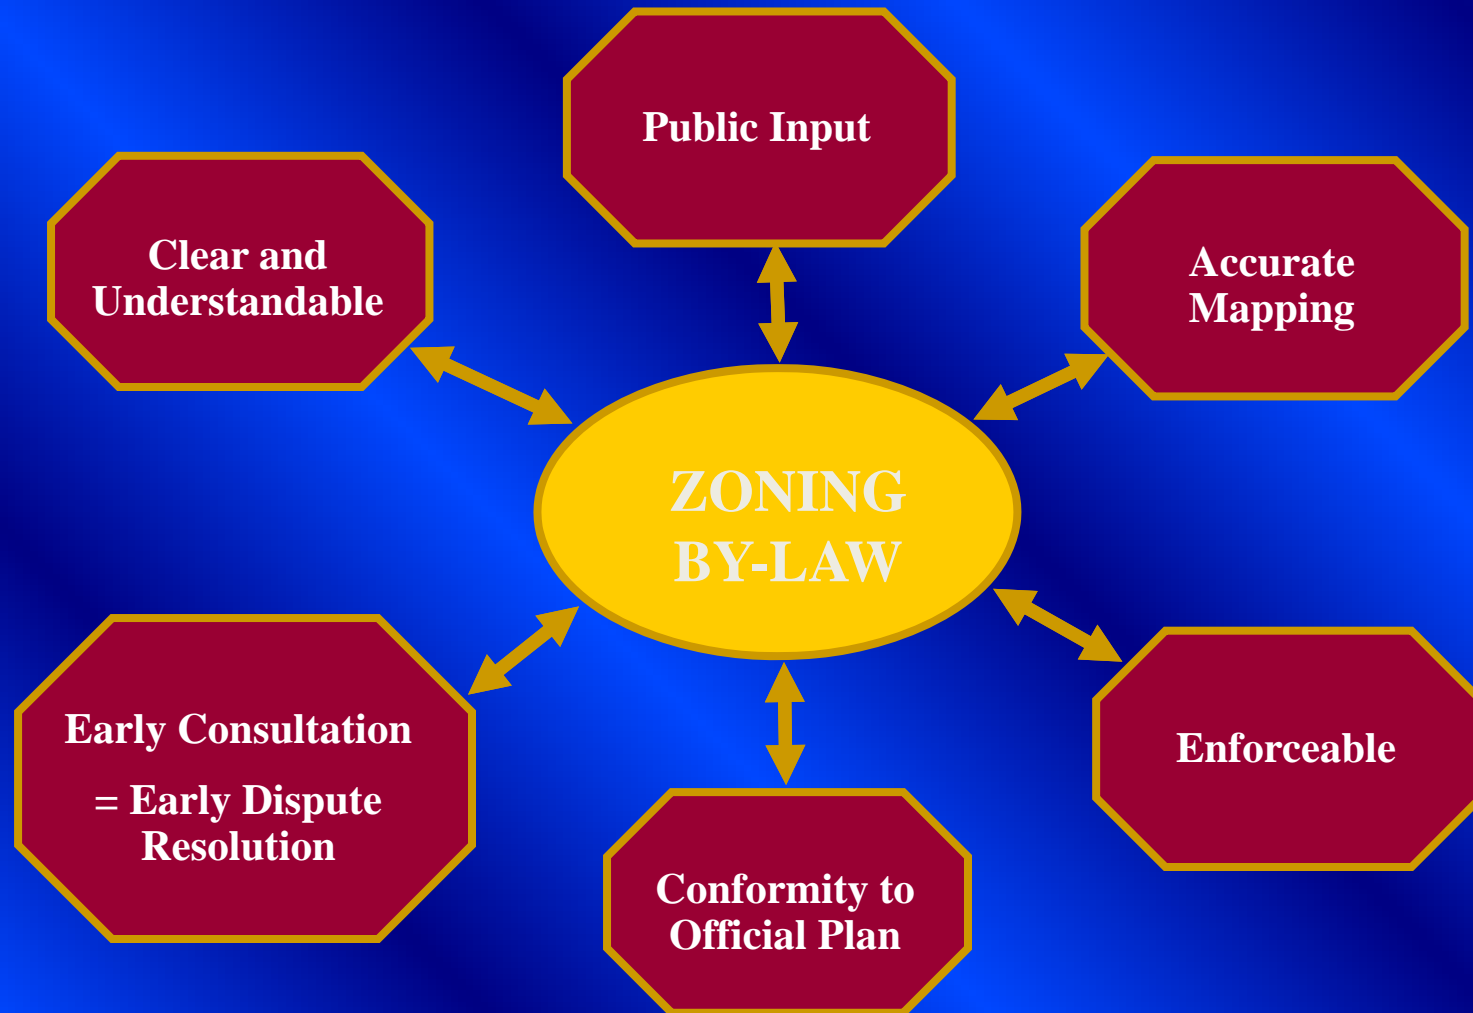 Public Input
Clear and
Understandable
Accurate
Mapping
ZONING
BY-LAW
Early Consultation
= Early Dispute
Resolution
Enforceable
Conformity to
Official Plan